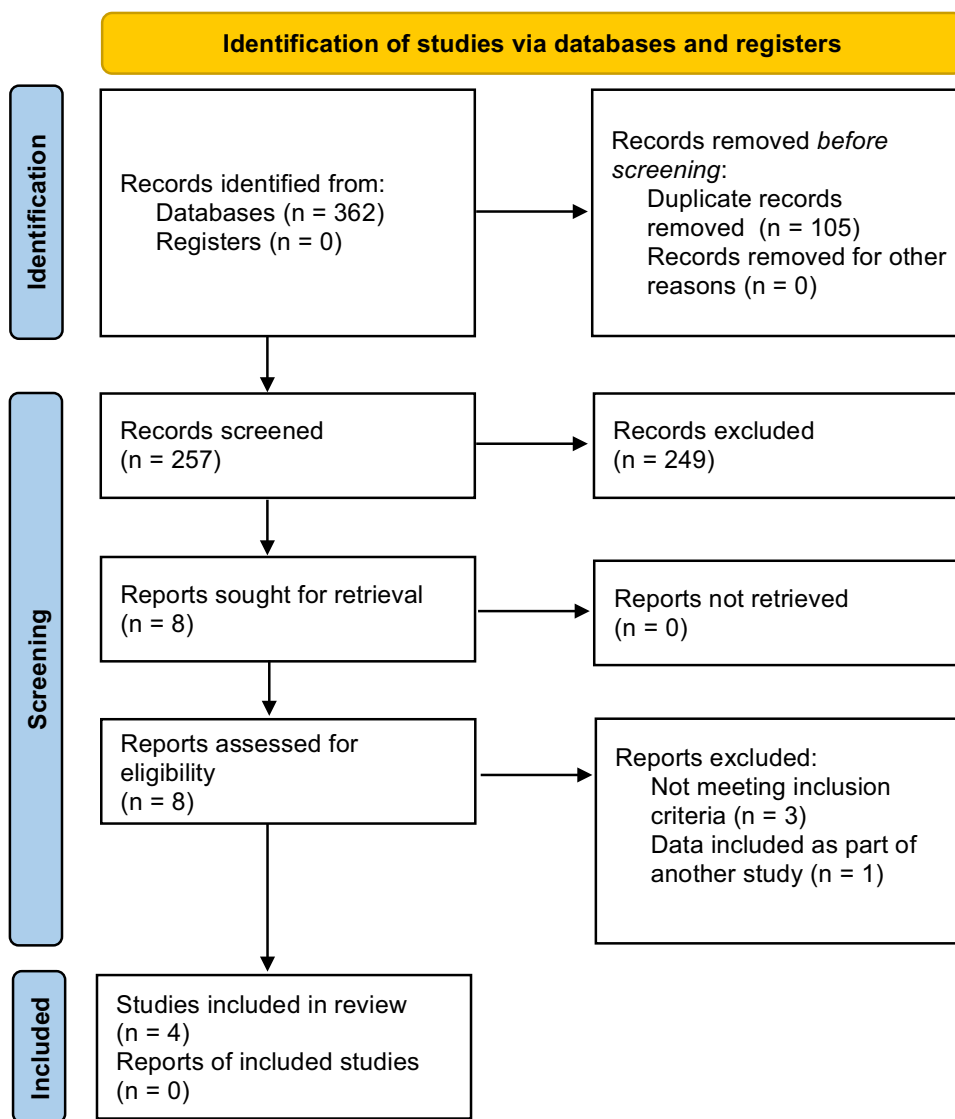 Identification of studies via databases and registers
Identification
Records identified from:
Databases (n = 362)
Registers (n = 0)
Records removed before
screening:
Duplicate records
removed  (n = 105)
Records removed for other
reasons (n = 0)
Screening
Records screened
(n = 257)
Records excluded
(n = 249)
Reports sought for retrieval
(n = 8)
Reports not retrieved
(n = 0)
Reports assessed for
eligibility
(n = 8)
Reports excluded:
Not meeting inclusion
criteria (n = 3)
Data included as part of
another study (n = 1)
Included
Studies included in review
(n = 4)
Reports of included studies
(n = 0)